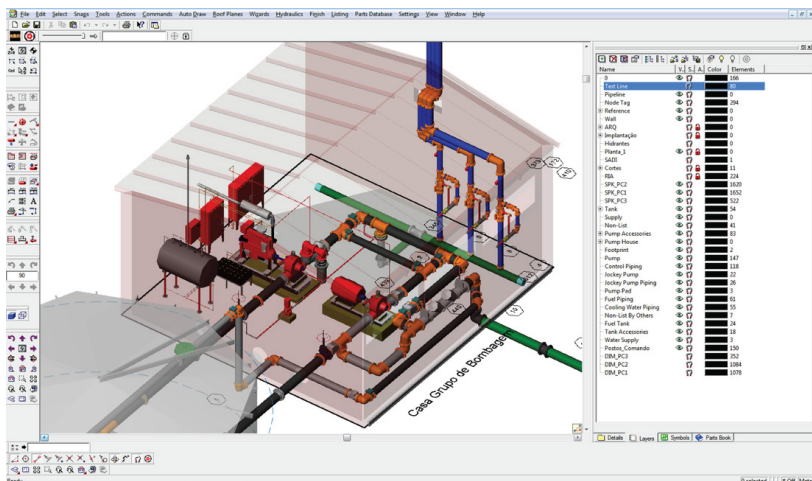 File Edit Select Snags Tools Actions Commands Auto Draw Roof Planes Wizards Hydraulics Finish Listing Parts Database Settings View Window Help
Name V. S. A. Color Elements
0 166
Test Line 80
Pipeline 0
Node Tag 294
Reference 0
Wall 0
ARQ 0
Implantação 0
Hidrantes 0
Planta_1 0
SADI 1
Cortes 11
RIA 224
SPK_PC2 1620
SPK_PC1 1652
SPK_PC3 522
Tank 54
Supply 0
Non-List 41
Pump Accessories 83
Pump House 0
Footprint 2
Pump 147
Control Piping 118
Jockey Pump 22
Jockey Pump Piping 26
Pump Pad 3
Fuel Piping 61
Cooling Water Piping 55
Non-List By Others 7
Fuel Tank 24
Tank Accessories 18
Water Supply 3
Postos_Comando 150
DIM_PC3 352
DIM_PC2 1084
DIM_PC1 1078
50
Casa Grupo de Bombagem
Details Layers Symbols Parts Book
Ready
0 selected